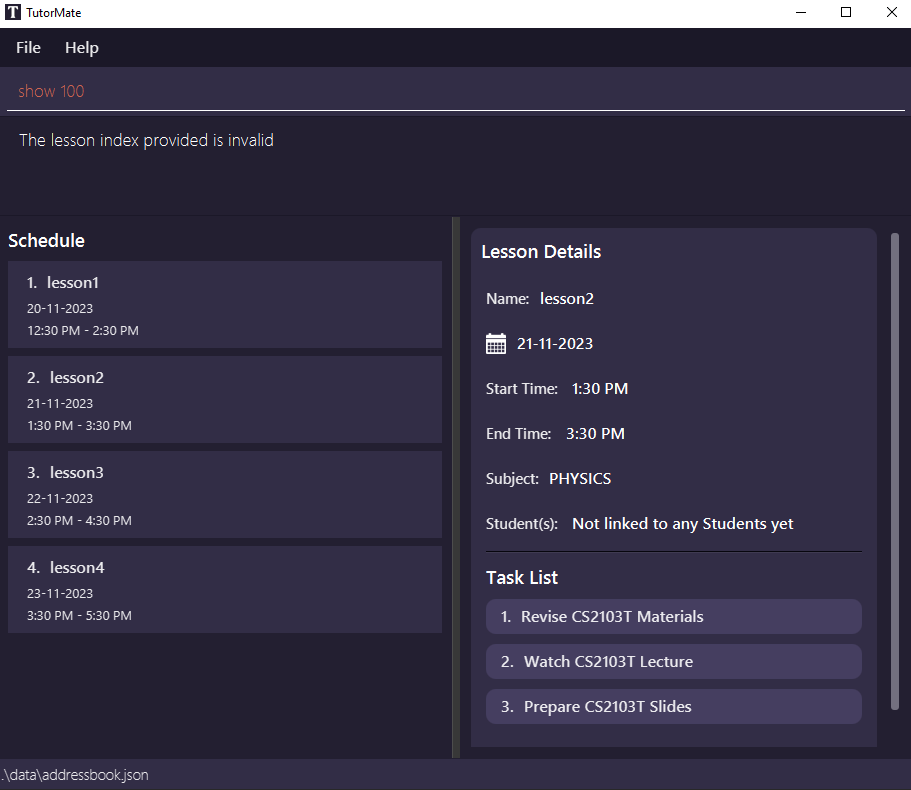 T TutorMate
File Help
show 100
The lesson index provided is invalid
Schedule
1. lesson1
20-11-2023
12:30 PM - 2:30 PM
2. lesson2
21-11-2023
1:30 PM - 3:30 PM
3. lesson3
22-11-2023
2:30 PM - 4:30 PM
4. lesson4
23-11-2023
3:30 PM - 5:30 PM
Lesson Details
Name: lesson2
21-11-2023
Start Time: 1:30 PM
End Time: 3:30 PM
Subject: PHYSICS
Student(s): Not linked to any Students yet
Task List
1. Revise CS2103T Materials
2. Watch CS2103T Lecture
3. Prepare CS2103T Slides
.\data\addressbook.json